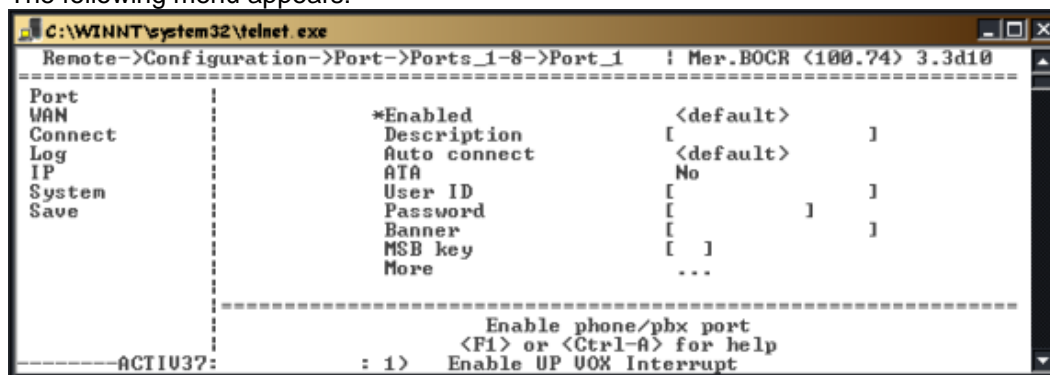 The following menu appears:
C:\WINNT\system32\telnet.exe
Remote->Configuration->Port->Ports_1-8->Port_1 ¦ Mer.BOCR (100.74) 3.3d10
================================================================
Port
WAN
Connect
Log
IP
System
Save
*Enabled <default>
Description [ ]
Auto connect <default>
ATA No
User ID [ ]
Password [ ]
Banner [ ]
MSB key [ ]
More ...
================================================================
Enable phone/pbx port
<F1> or <Ctrl-A> for help
--------ACTIV37: : 1) Enable UP VOX Interrupt